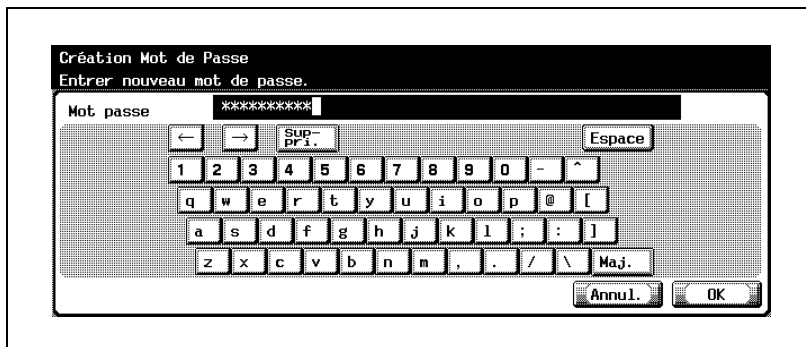 Création Mot de Passe
Entrer nouveau mot de passe.
Mot passe **********
← → Sup-pri. Espace
1 2 3 4 5 6 7 8 9 0 - ^
q w e r t y u i o p @ [
a s d f g h j k l ; : ]
z x c v b n m , . / \ Maj.
Annul. OK